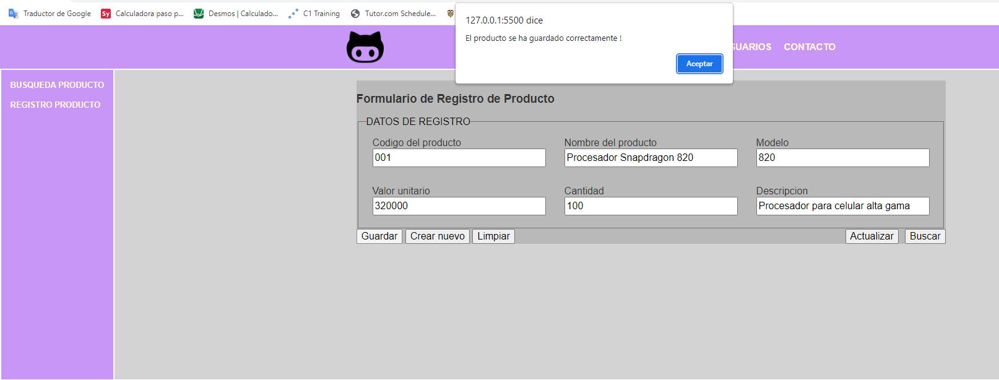 Traductor de Google Sy Calculadora paso p... Desmos | Calculado... C1 Training Tutor.com Schedule...
127.0.0.1:5500 dice
El producto se ha guardado correctamente !
Aceptar
CONTACTO
BUSQUEDA PRODUCTO
REGISTRO PRODUCTO
Formulario de Registro de Producto
DATOS DE REGISTRO
Codigo del producto Nombre del producto Modelo
001 Procesador Snapdragon 820 820
Valor unitario Cantidad Descripcion
320000 100 Procesador para celular alta gama
Guardar Crear nuevo Limpiar Actualizar Buscar